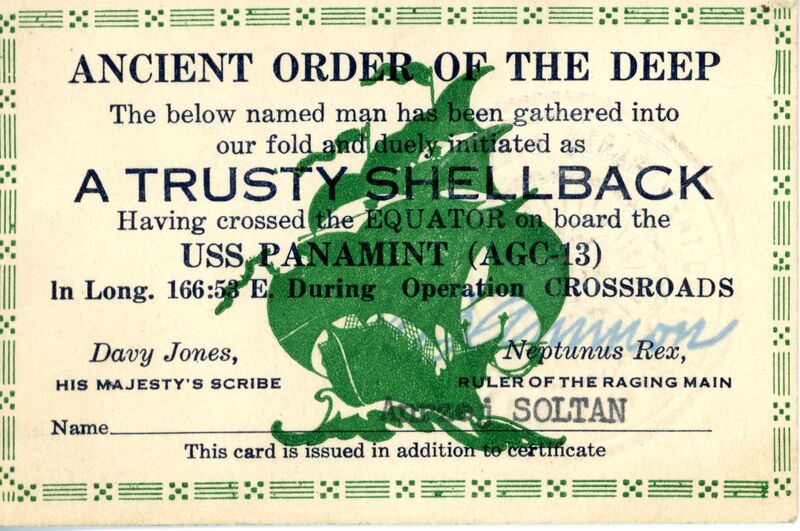 ANCIENT ORDER OF THE DEEP
The below named man has been gathered into
our fold and duely initiated as
A TRUSTY SHELLBACK
Having crossed the EQUATOR on board the
USS PANAMINT (AGC-13)
In Long. 166:53 E. During Operation CROSSROADS
Davy Jones,
HIS MAJESTY'S SCRIBE
Neptunus Rex,
RULER OF THE RAGING MAIN
Name SOLTAN
This card is issued in addition to certificate